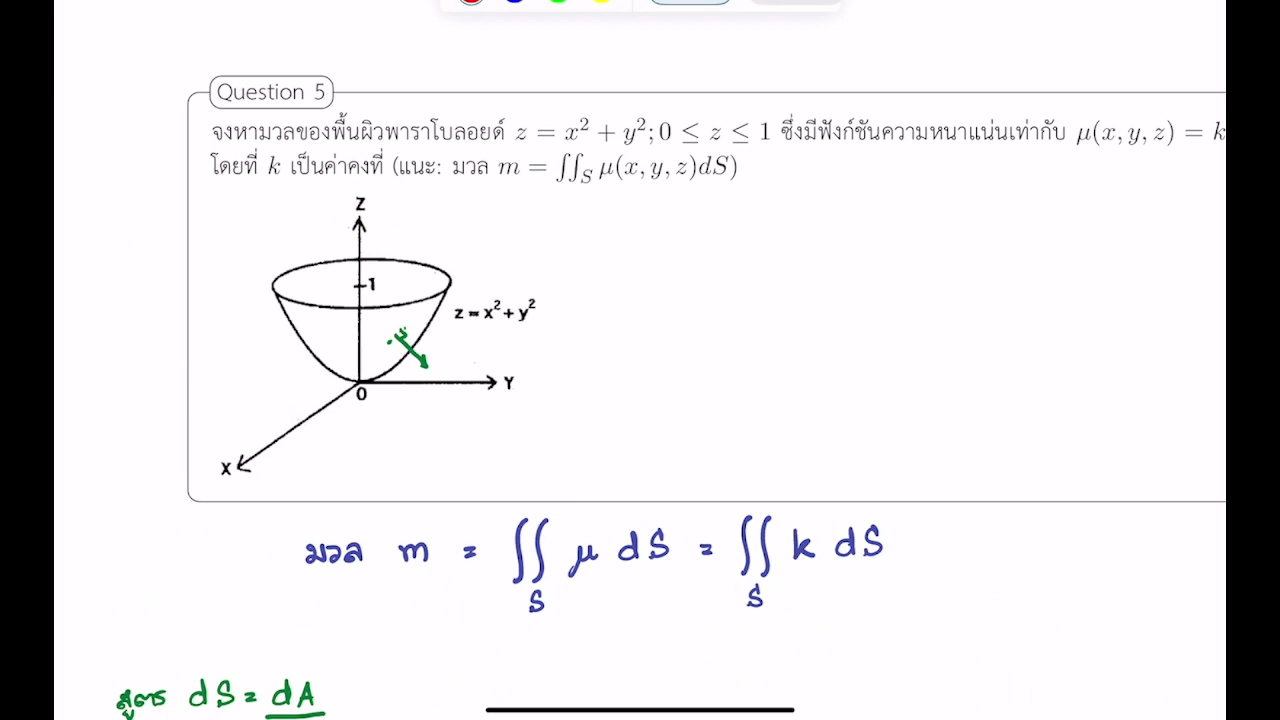 Question 5
จงหามวลของพื้นผิวพาราโบลอยด์ z = x² + y²; 0 ≤ z ≤ 1 ซึ่งมีฟังก์ชันความหนาแน่นเท่ากับ μ(x, y, z) = k
โดยที่ k เป็นค่าคงที่ (แนะ: มวล m = ∬_S μ(x, y, z)dS)
Z
1
z = x² + y²
Y
0
X
มวล m = ∬_S μ dS = ∬_S k dS
สูตร dS = dA